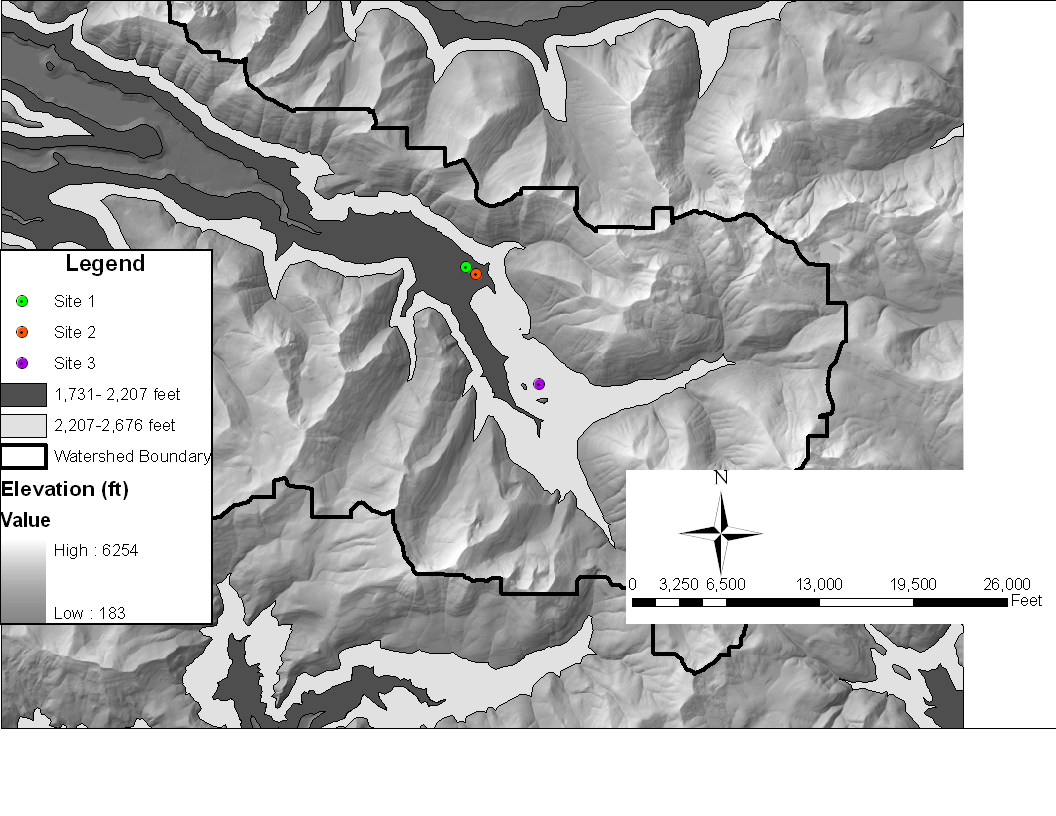 Legend
Site 1
Site 2
Site 3
1,731- 2,207 feet
2,207-2,676 feet
Watershed Boundary
Elevation (ft)
Value
High : 6254
Low : 183
N
0 3,250 6,500 13,000 19,500 26,000
Feet